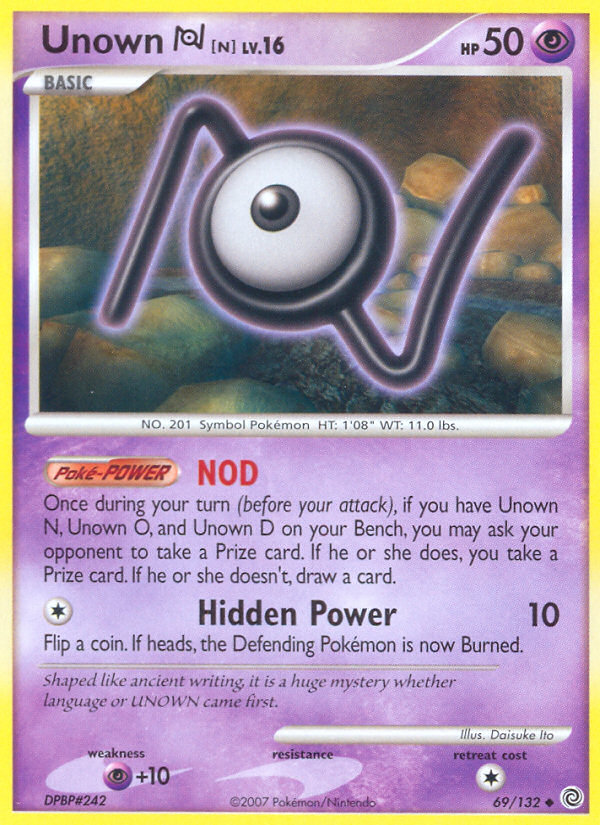 Unown N [N] LV.16 HP 50
BASIC
NO. 201 Symbol Pokémon HT: 1'08" WT: 11.0 lbs.
Poké-POWER NOD
Once during your turn (before your attack), if you have Unown
N, Unown O, and Unown D on your Bench, you may ask your
opponent to take a Prize card. If he or she does, you take a
Prize card. If he or she doesn't, draw a card.
Hidden Power 10
Flip a coin. If heads, the Defending Pokémon is now Burned.
Shaped like ancient writing, it is a huge mystery whether
language or UNOWN came first.
Illus. Daisuke Ito
weakness resistance retreat cost
+10
DPBP#242 ©2007 Pokémon/Nintendo 69/132